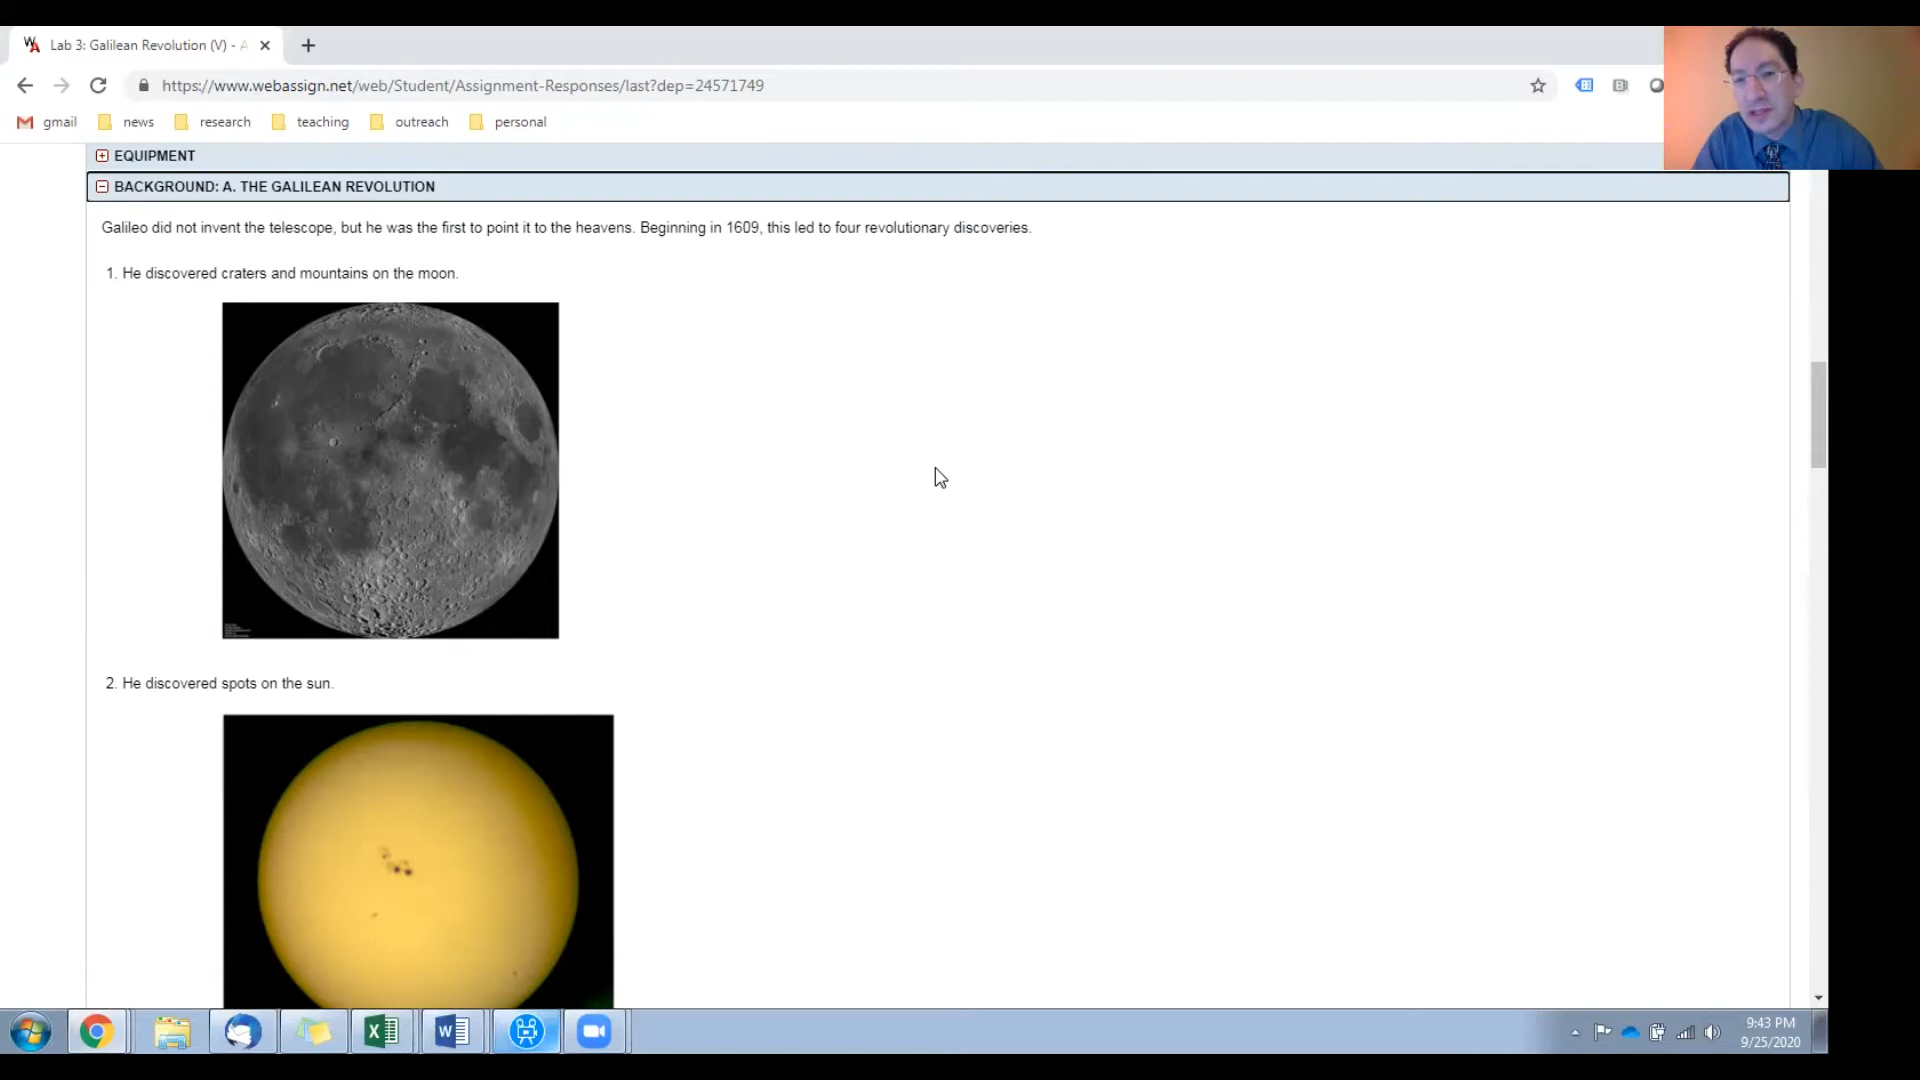 Lab 3: Galilean Revolution (V) - A
https://www.webassign.net/web/Student/Assignment-Responses/last?dep=24571749
gmail news research teaching outreach personal
EQUIPMENT
BACKGROUND: A. THE GALILEAN REVOLUTION
Galileo did not invent the telescope, but he was the first to point it to the heavens. Beginning in 1609, this led to four revolutionary discoveries.
1. He discovered craters and mountains on the moon.
2. He discovered spots on the sun.
9:43 PM
9/25/2020